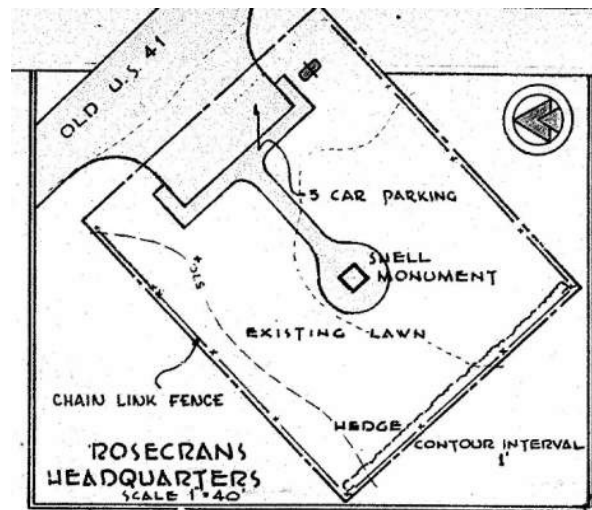 OLD U.S. 41
5 CAR PARKING
SHELL
MONUMENT
EXISTING LAWN
CHAIN LINK FENCE
HEDGE
CONTOUR INTERVAL
1'
ROSECRANS
HEADQUARTERS
SCALE 1"=40'